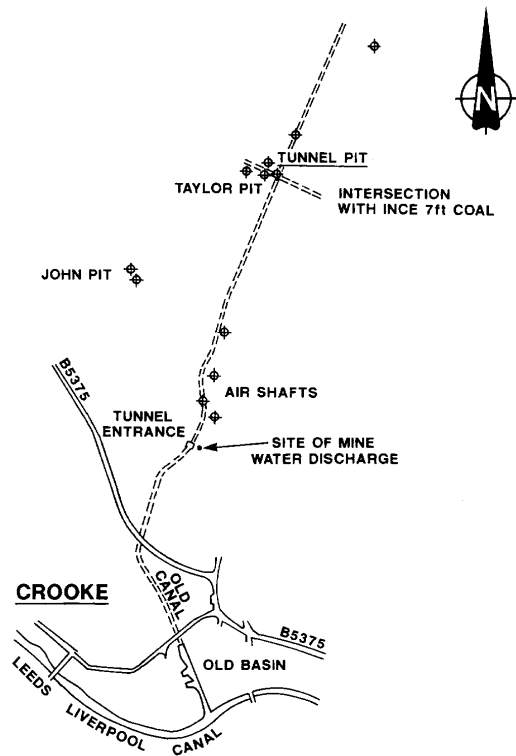 N
TUNNEL PIT
TAYLOR PIT
INTERSECTION
WITH INCE 7ft COAL
JOHN PIT
B5375
AIR SHAFTS
TUNNEL
ENTRANCE
SITE OF MINE
WATER DISCHARGE
OLD
CANAL
CROOKE
B5375
OLD BASIN
LEEDS
LIVERPOOL
CANAL